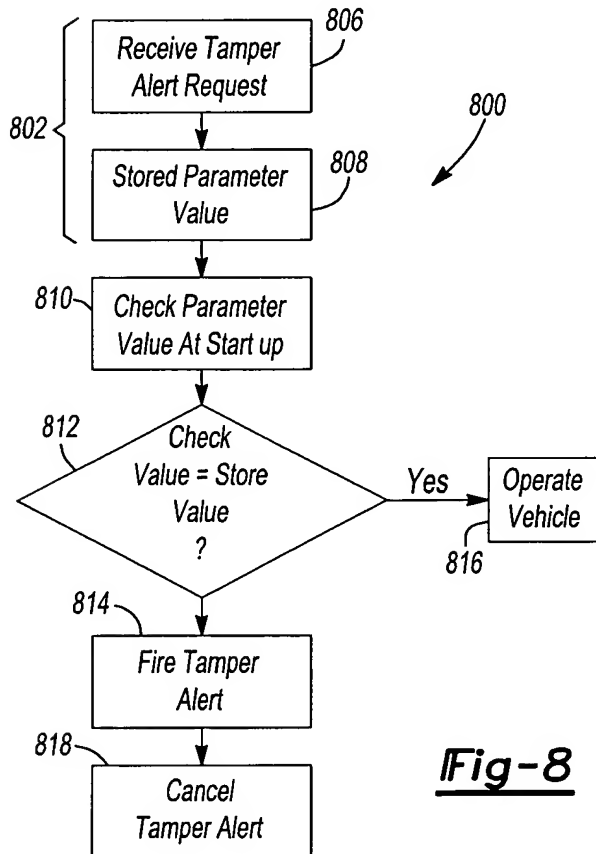 Receive Tamper
Alert Request
806
800
802
Stored Parameter
Value
808
810
Check Parameter
Value At Start up
812
Check
Value = Store
Value
?
Yes
Operate
Vehicle
816
814
Fire Tamper
Alert
818
Cancel
Tamper Alert
Fig-8